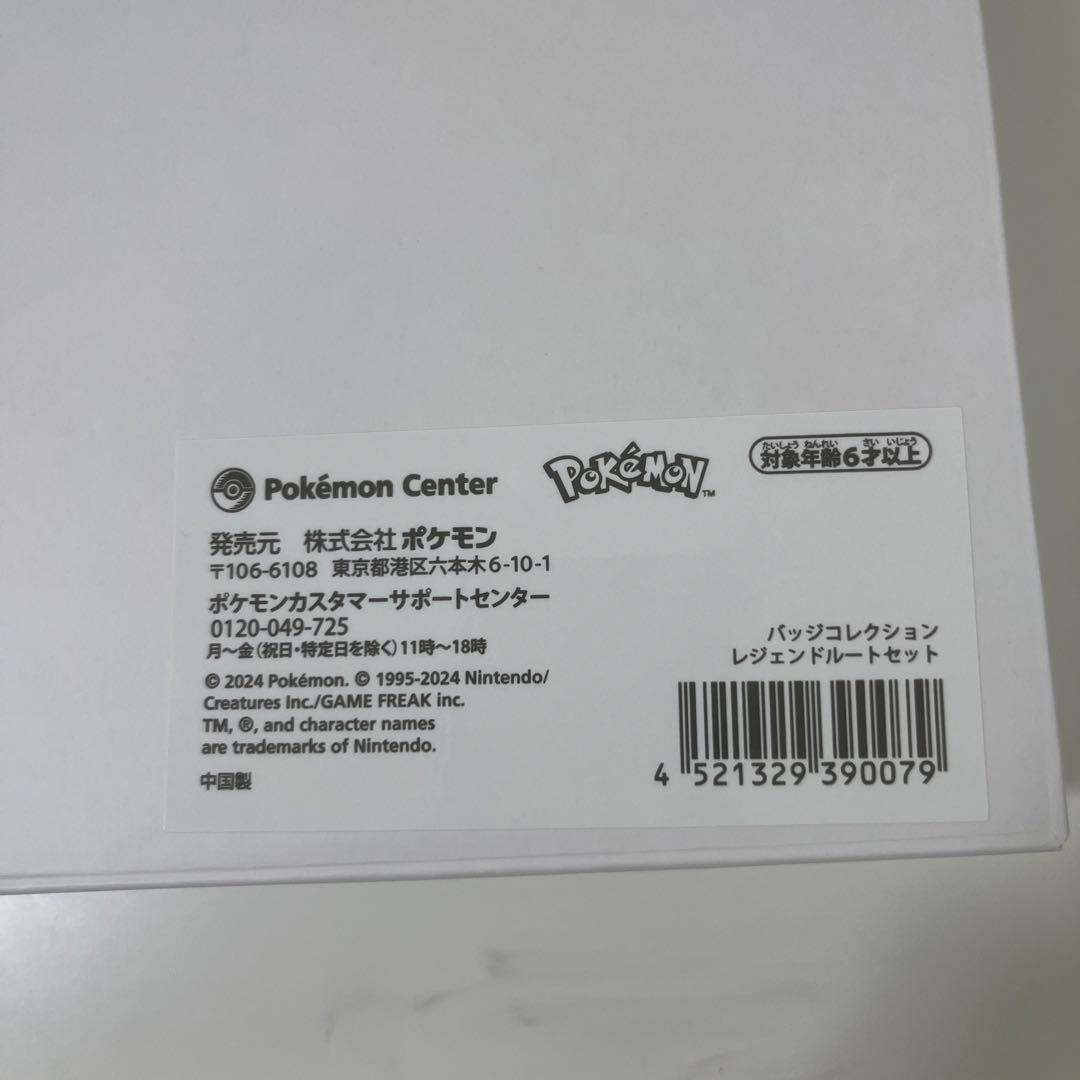 Pokémon Center
POKéMON™
たいしょう ねんれい さい いじょう
対象年齢6才以上
発売元 株式会社ポケモン
〒106-6108 東京都港区六本木6-10-1
ポケモンカスタマーサポートセンター
0120-049-725
月〜金(祝日・特定日を除く)11時〜18時
© 2024 Pokémon. © 1995-2024 Nintendo/
Creatures Inc./GAME FREAK inc.
TM, ®, and character names
are trademarks of Nintendo.
中国製
バッジコレクション
レジェンドルートセット
4 521329 390079